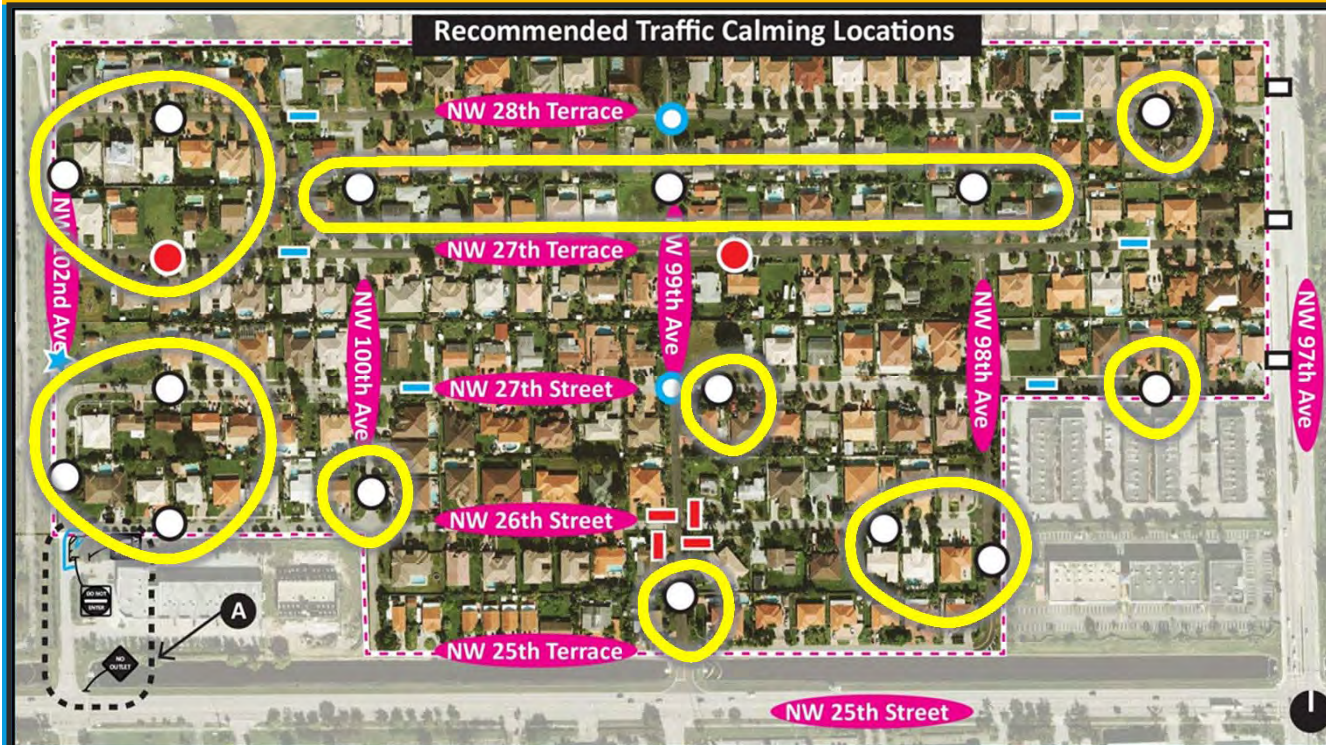 Recommended Traffic Calming Locations
NW 28th Terrace
NW 102nd Ave
NW 27th Terrace
W 99th Ave
NW 100th Ave
NW 98th Ave
NW 97th Ave
NW 27th Street
NW 26th Street
DO NOT
ENTER
A
NO
OUTLET
NW 25th Terrace
NW 25th Street